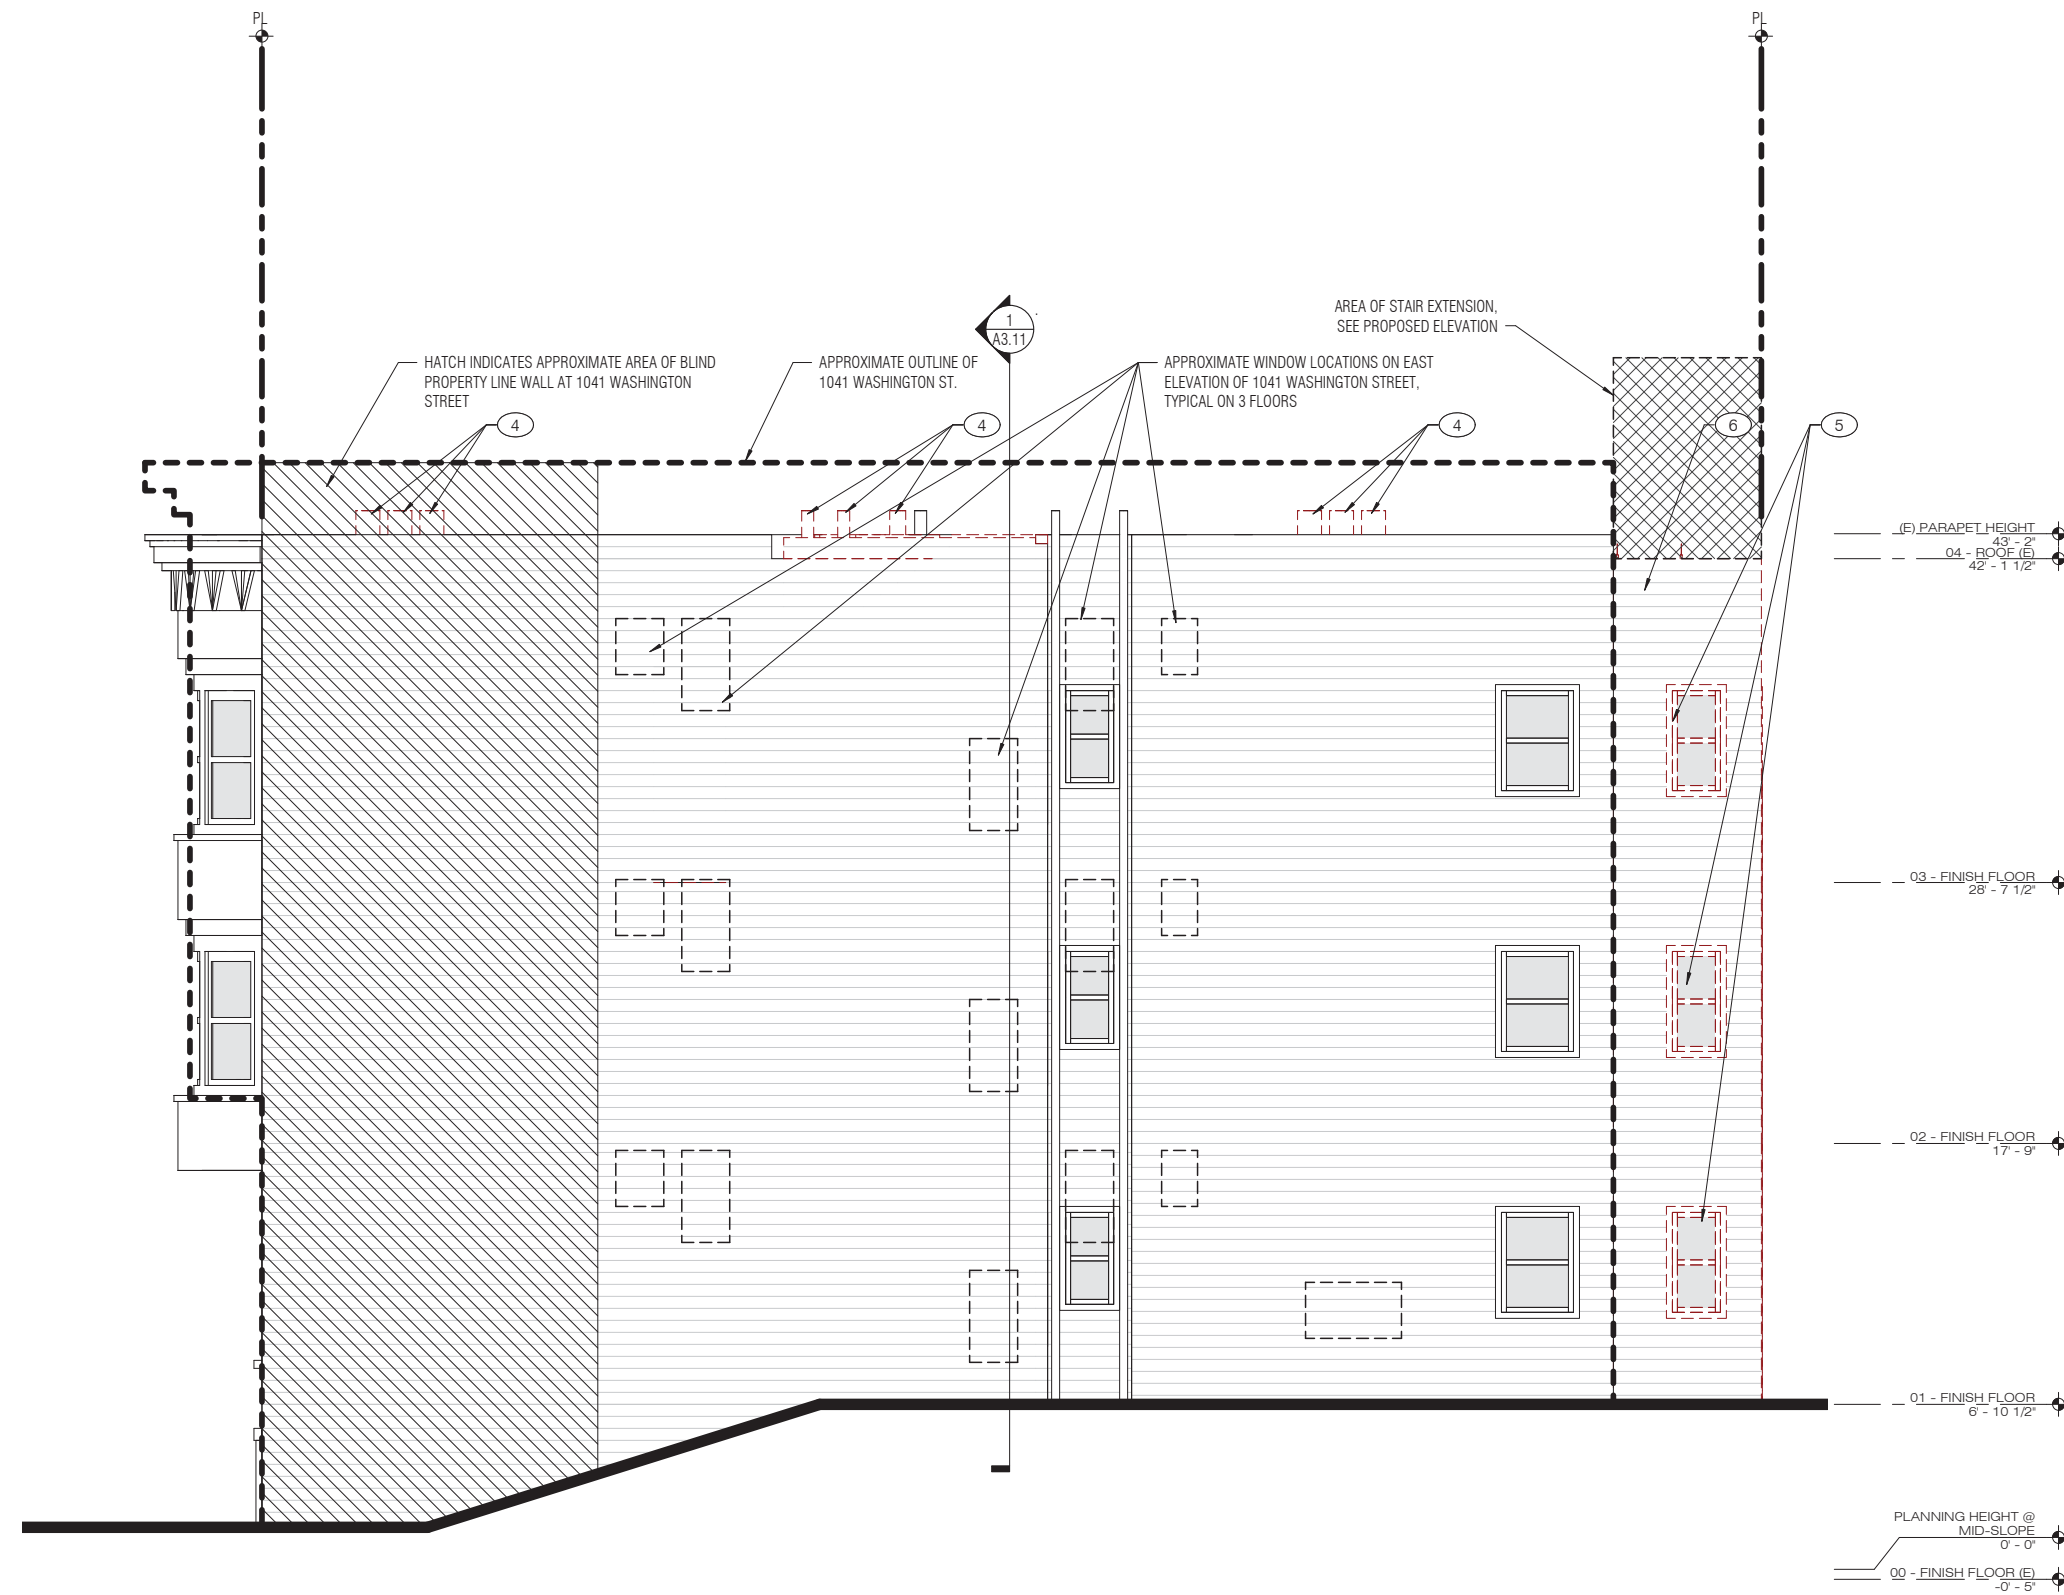 PL
PL
1
A3.11
AREA OF STAIR EXTENSION,
SEE PROPOSED ELEVATION
HATCH INDICATES APPROXIMATE AREA OF BLIND
PROPERTY LINE WALL AT 1041 WASHINGTON
STREET
APPROXIMATE OUTLINE OF
1041 WASHINGTON ST.
APPROXIMATE WINDOW LOCATIONS ON EAST
ELEVATION OF 1041 WASHINGTON STREET,
TYPICAL ON 3 FLOORS
4
4
4
6
5
(E) PARAPET HEIGHT
43' - 2"
04 - ROOF (E)
42' - 1 1/2"
03 - FINISH FLOOR
28' - 7 1/2"
02 - FINISH FLOOR
17' - 9"
01 - FINISH FLOOR
6' - 10 1/2"
PLANNING HEIGHT @
MID-SLOPE
0' - 0"
00 - FINISH FLOOR (E)
-0' - 5"